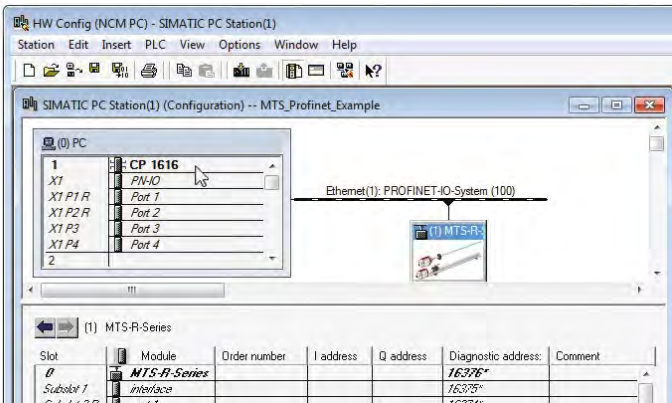 HW Config (NCM PC) - SIMATIC PC Station(1)
Station Edit Insert PLC View Options Window Help
SIMATIC PC Station(1) (Configuration) -- MTS_Profinet_Example
(0) PC
1 CP 1616
X1 PN-IO
X1 P1 R Port 1
X1 P2 R Port 2
X1 P3 Port 3
X1 P4 Port 4
2
Ethernet(1): PROFINET-IO-System (100)
(1) MTS-R-S
(1) MTS-R-Series
Slot Module Order number I address Q address Diagnostic address: Comment
0 MTS-R-Series 16376*
Subslot 1 interface 16375*